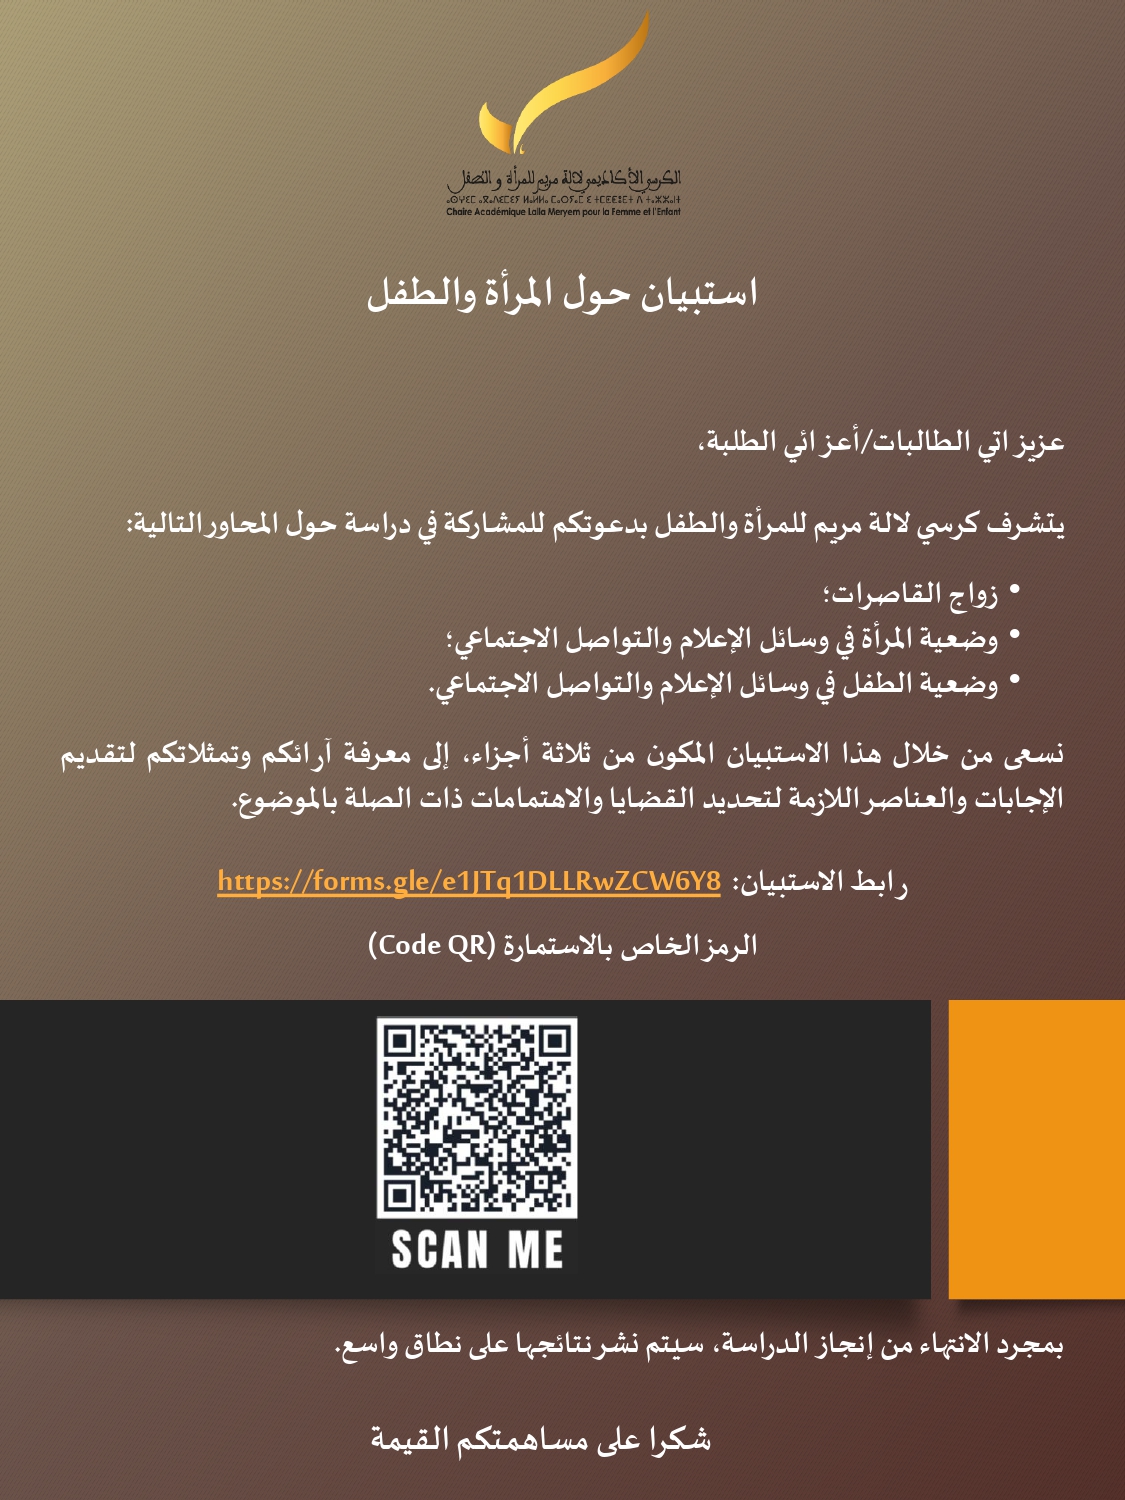 الكرسي الأكاديمي لالة مريم للمرأة و الطفل
Chaire Académique Lalla Meryem pour la Femme et l'Enfant
استبيان حول المرأة والطفل
عزيزاتي الطالبات/أعزائي الطلبة،
يتشرف كرسي لالة مريم للمرأة والطفل بدعوتكم للمشاركة في دراسة حول المحاور التالية:
• زواج القاصرات؛
• وضعية المرأة في وسائل الإعلام والتواصل الاجتماعي؛
• وضعية الطفل في وسائل الإعلام والتواصل الاجتماعي.
نسعى من خلال هذا الاستبيان المكون من ثلاثة أجزاء، إلى معرفة آرائكم وتمثلاتكم لتقديم
الإجابات والعناصر اللازمة لتحديد القضايا والاهتمامات ذات الصلة بالموضوع.
رابط الاستبيان: https://forms.gle/e1JTq1DLLRwZCW6Y8
الرمز الخاص بالاستمارة (Code QR)
SCAN ME
بمجرد الانتهاء من إنجاز الدراسة، سيتم نشر نتائجها على نطاق واسع.
شكرا على مساهمتكم القيمة